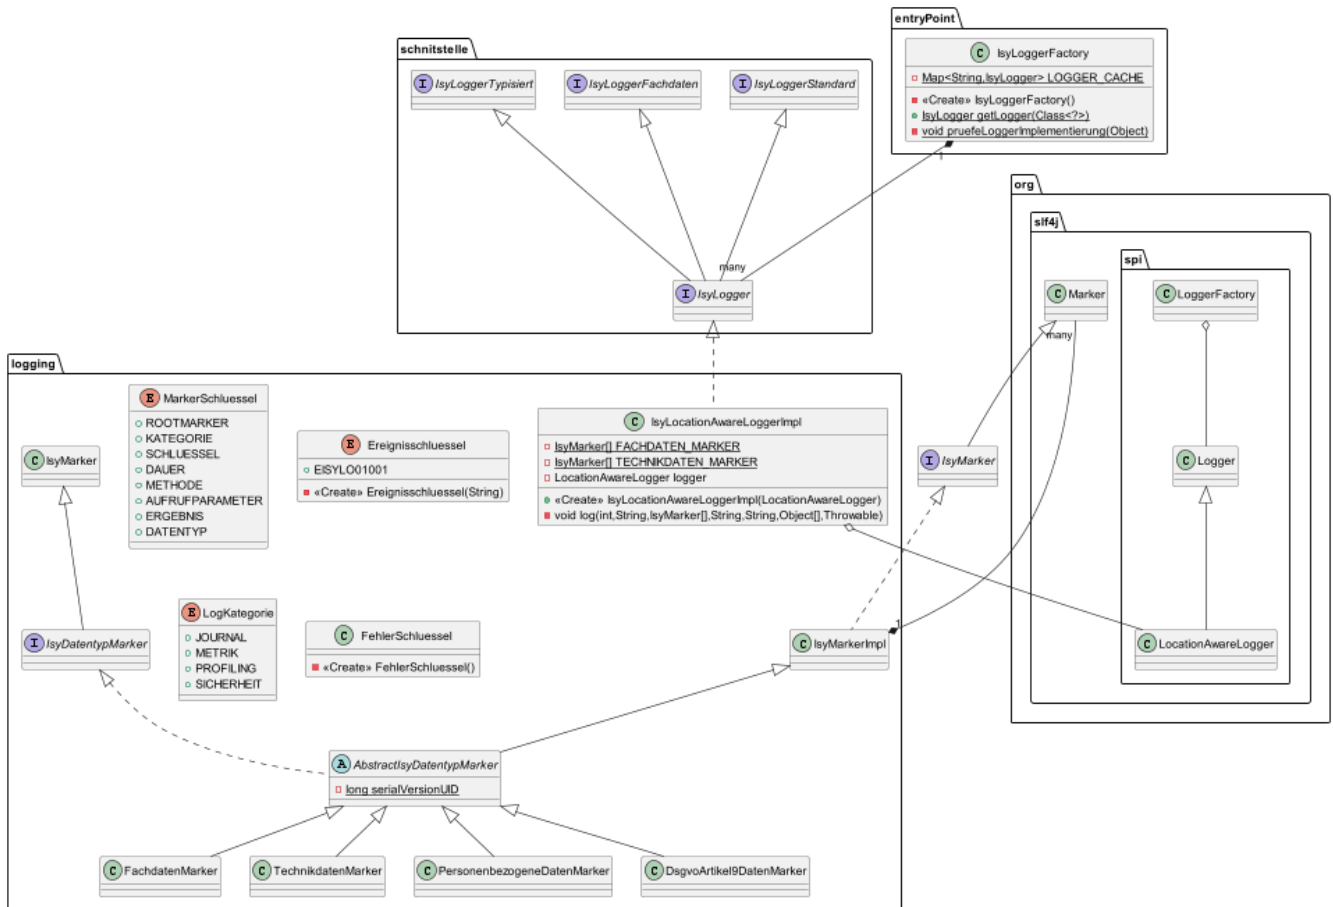 entryPoint
C IsyLoggerFactory
Map<String,IsyLogger> LOGGER_CACHE
«Create» IsyLoggerFactory()
IsyLogger getLogger(Class<?>)
void pruefeLoggerImplementierung(Object)
1
schnitstelle
I IsyLoggerTypisiert
I IsyLoggerFachdaten
I IsyLoggerStandard
many
I IsyLogger
org
slf4j
spi
C Marker
many
C LoggerFactory
C Logger
C LocationAwareLogger
logging
E MarkerSchluessel
ROOTMARKER
KATEGORIE
SCHLUESSEL
DAUER
METHODE
AUFRUFPARAMETER
ERGEBNIS
DATENTYP
C IsyMarker
E Ereignisschluessel
EISYLO01001
«Create» Ereignisschluessel(String)
C IsyLocationAwareLoggerImpl
IsyMarker[] FACHDATEN_MARKER
IsyMarker[] TECHNIKDATEN_MARKER
LocationAwareLogger logger
«Create» IsyLocationAwareLoggerImpl(LocationAwareLogger)
void log(int,String,IsyMarker[],String,String,Object[],Throwable)
I IsyMarker
I IsyDatentypMarker
E LogKategorie
JOURNAL
METRIK
PROFILING
SICHERHEIT
C FehlerSchluessel
«Create» FehlerSchluessel()
C IsyMarkerImpl
1
A AbstractIsyDatentypMarker
long serialVersionUID
C FachdatenMarker
C TechnikdatenMarker
C PersonenbezogeneDatenMarker
C DsgvoArtikel9DatenMarker